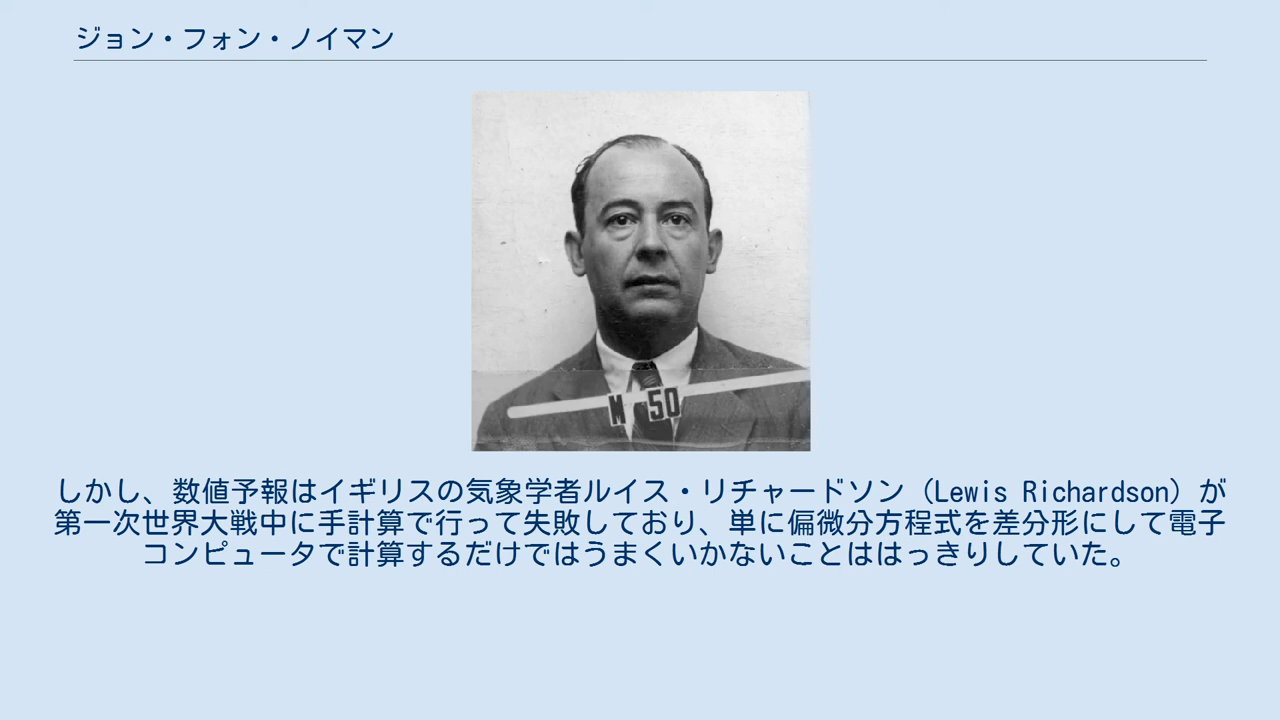 ジョン・フォン・ノイマン
M 50
しかし、数値予報はイギリスの気象学者ルイス・リチャードソン（Lewis Richardson）が
第一次世界大戦中に手計算で行って失敗しており、単に偏微分方程式を差分形にして電子
コンピュータで計算するだけではうまくいかないことははっきりしていた。